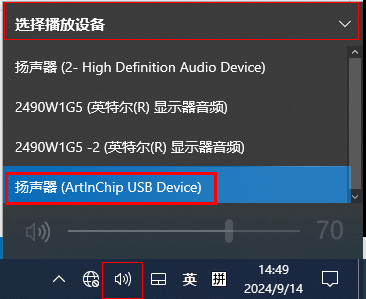 选择播放设备
扬声器 (2- High Definition Audio Device)
2490W1G5 (英特尔(R) 显示器音频)
2490W1G5 -2 (英特尔(R) 显示器音频)
扬声器 (ArtInChip USB Device)
70
英
拼
14:49
2024/9/14